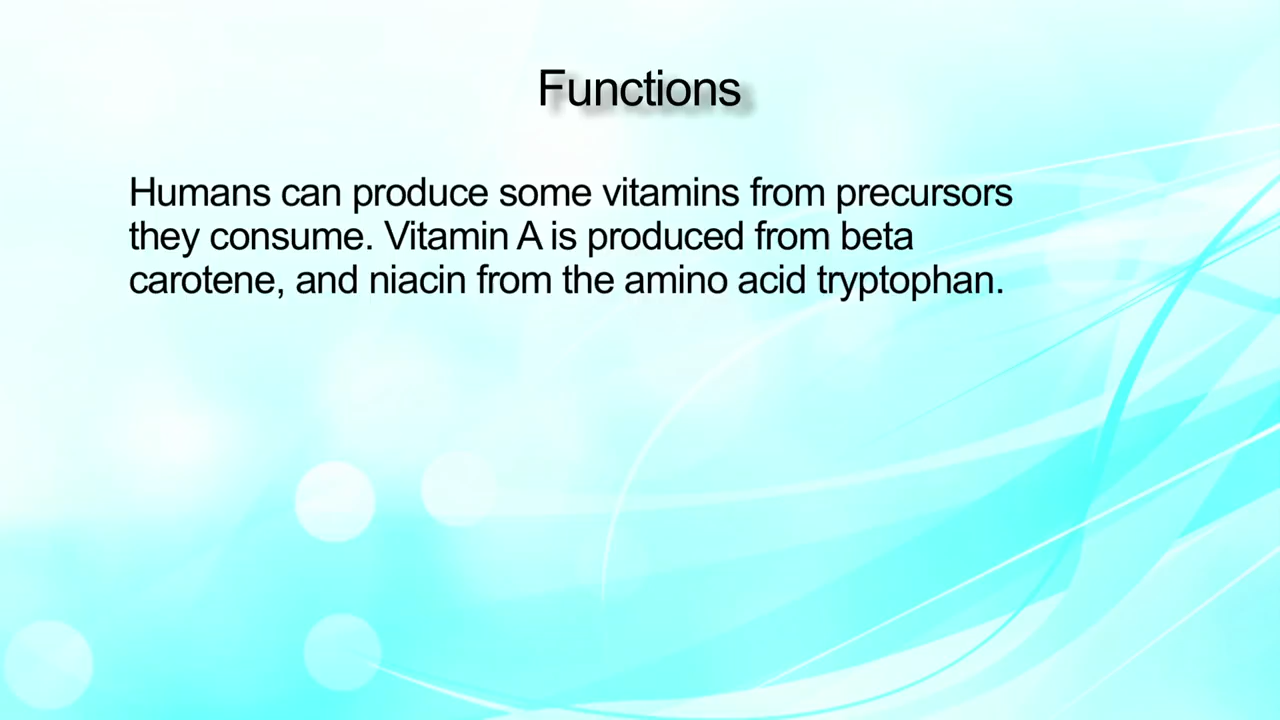 Functions
Humans can produce some vitamins from precursors
they consume. Vitamin A is produced from beta
carotene, and niacin from the amino acid tryptophan.